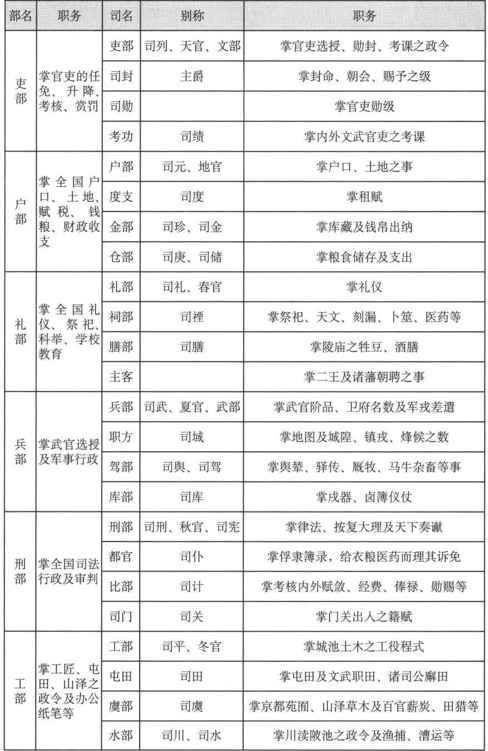 部名 职务 司名 别称 职务
吏部 掌官吏的任免、升降、考核、赏罚 吏部 司列、天官、文部 掌官吏选授、勋封、考课之政令
司封 主爵 掌封命、朝会、赐予之级
司勋 掌官吏勋级
考功 司绩 掌内外文武官吏之考课
户部 掌全国户口、土地、赋税、钱粮、财政收支 户部 司元、地官 掌户口、土地之事
度支 司度 掌租赋
金部 司珍、司金 掌库藏及钱帛出纳
仓部 司庾、司储 掌粮食储存及支出
礼部 掌全国礼仪、祭祀、科举、学校教育 礼部 司礼、春官 掌礼仪
祠部 司禋 掌祭祀、天文、刻漏、卜筮、医药等
膳部 司膳 掌陵庙之牲豆、酒膳
主客 掌二王及诸藩朝聘之事
兵部 掌武官选授及军事行政 兵部 司武、夏官、武部 掌武官阶品、卫府名数及军戎差遣
职方 司城 掌地图及城隍、镇戎、烽候之数
驾部 司舆、司驾 掌舆辇、驿传、厩牧、马牛杂畜等事
库部 司库 掌戎器、卤簿仪仗
刑部 掌全国司法行政及审判 刑部 司刑、秋官、司宪 掌律法、按复大理及天下奏谳
都官 司仆 掌俘隶簿录，给衣粮医药而理其诉免
比部 司计 掌考核内外赋敛、经费、俸禄、勋赐等
司门 司关 掌门关出入之籍赋
工部 掌工匠、屯田、山泽之政令及办公纸笔等 工部 司平、冬官 掌城池土木之工役程式
屯田 司田 掌屯田及文武职田、诸司公廨田
虞部 司虞 掌京都苑囿、山泽草木及百官薪炭、田猎等
水部 司川、司水 掌川渎陂池之政令及渔捕、漕运等